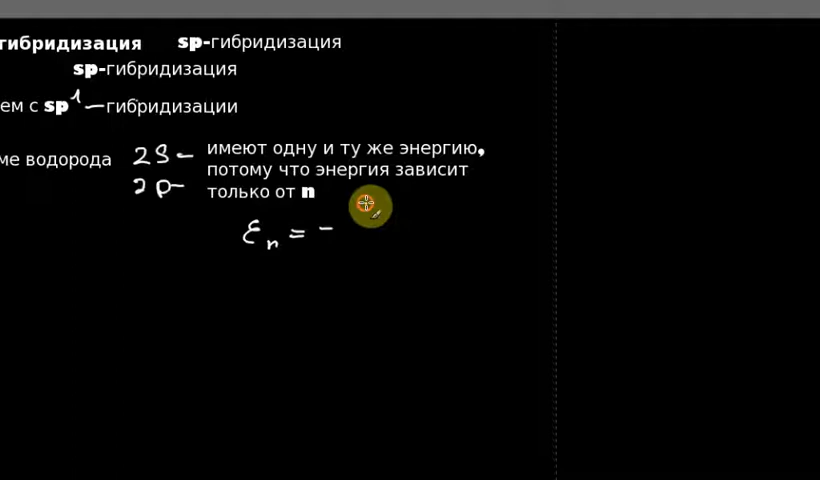 гибридизация sp-гибридизация
sp-гибридизация
ем с sp¹—гибридизации
ме водорода 2S – имеют одну и ту же энергию,
2p– потому что энергия зависит
только от n
εₙ = –